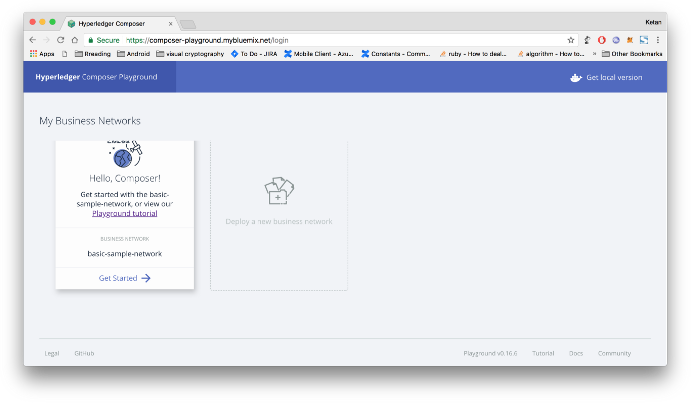 Hyperledger Composer
Ketan
Secure https://composer-playground.mybluemix.net/login
Apps Rreading Android visual cryptography To Do - JIRA Mobile Client - Azu... Constants - Comm... ruby - How to deal... algorithm - How to... » Other Bookmarks
Hyperledger Composer Playground
Get local version
My Business Networks
Hello, Composer!
Get started with the basic-
sample-network, or view our
Playground tutorial
BUSINESS NETWORK
basic-sample-network
Get Started
Deploy a new business network
Legal GitHub Playground v0.16.0 Tutorial Docs Community